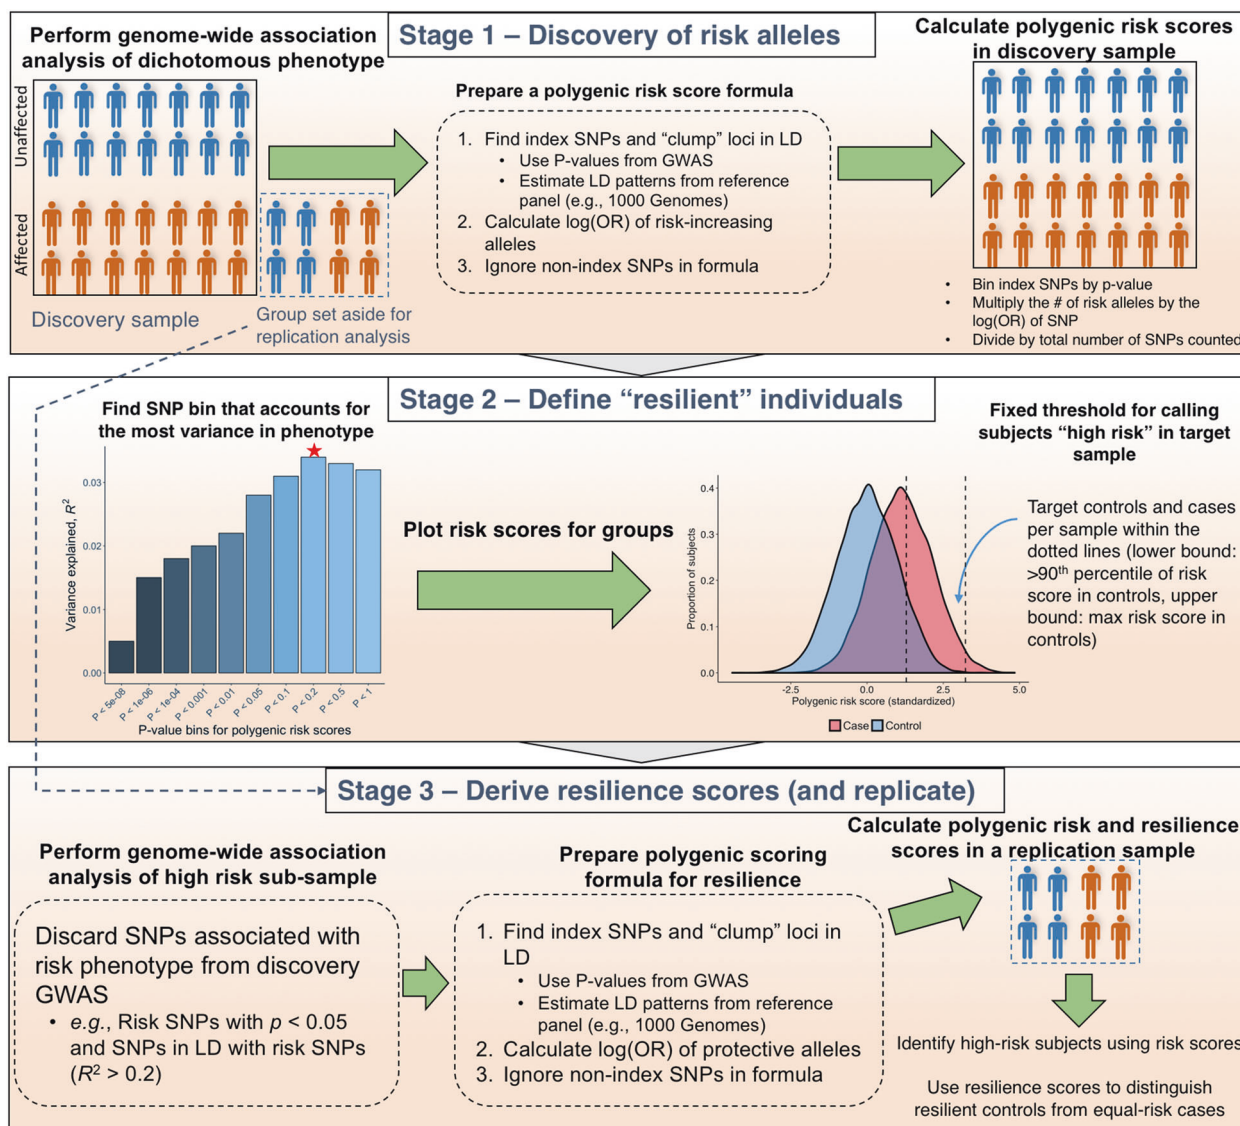 Stage 1 – Discovery of risk alleles
Perform genome-wide association
analysis of dichotomous phenotype
Unaffected
Affected
Discovery sample
Group set aside for
replication analysis
Prepare a polygenic risk score formula
1. Find index SNPs and “clump” loci in LD
• Use P-values from GWAS
• Estimate LD patterns from reference
panel (e.g., 1000 Genomes)
2. Calculate log(OR) of risk-increasing
alleles
3. Ignore non-index SNPs in formula
Calculate polygenic risk scores
in discovery sample
• Bin index SNPs by p-value
• Multiply the # of risk alleles by the
log(OR) of SNP
• Divide by total number of SNPs counted
Stage 2 – Define “resilient” individuals
Find SNP bin that accounts for
the most variance in phenotype
Variance explained, R²
0.03
0.02
0.01
0.00
P < 5e-08
P < 1e-06
P < 1e-04
P < 0.001
P < 0.01
P < 0.05
P < 0.1
P < 0.2
P < 0.5
P < 1
P-value bins for polygenic risk scores
Plot risk scores for groups
Proportion of subjects
0.4
0.3
0.2
0.1
0.0
-2.5
0.0
2.5
5.0
Polygenic risk score (standardized)
Case
Control
Fixed threshold for calling
subjects “high risk” in target
sample
Target controls and cases
per sample within the
dotted lines (lower bound:
>90th percentile of risk
score in controls, upper
bound: max risk score in
controls)
Stage 3 – Derive resilience scores (and replicate)
Perform genome-wide association
analysis of high risk sub-sample
Discard SNPs associated with
risk phenotype from discovery
GWAS
• e.g., Risk SNPs with p < 0.05
and SNPs in LD with risk SNPs
(R² > 0.2)
Prepare polygenic scoring
formula for resilience
1. Find index SNPs and “clump” loci in
LD
• Use P-values from GWAS
• Estimate LD patterns from reference
panel (e.g., 1000 Genomes)
2. Calculate log(OR) of protective alleles
3. Ignore non-index SNPs in formula
Calculate polygenic risk and resilience
scores in a replication sample
Identify high-risk subjects using risk scores
Use resilience scores to distinguish
resilient controls from equal-risk cases